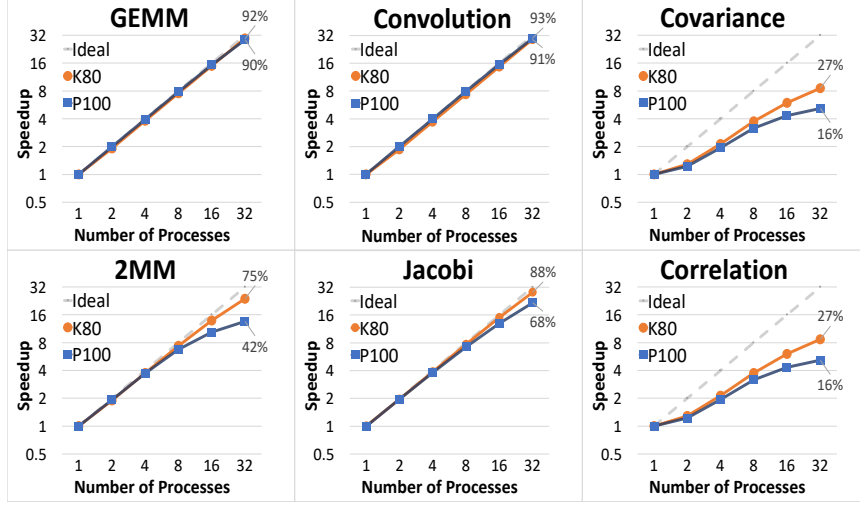 GEMM
92%
32
Ideal
16
K80
90%
8
P100
4
2
1
0.5
Speedup
1 2 4 8 16 32
Number of Processes
Convolution
93%
32
Ideal
16
K80
91%
8
P100
4
2
1
0.5
Speedup
1 2 4 8 16 32
Number of Processes
Covariance
32
Ideal
27%
16
K80
8
P100
4
16%
2
1
0.5
Speedup
1 2 4 8 16 32
Number of Processes
2MM
75%
32
Ideal
16
K80
8
P100
42%
4
2
1
0.5
Speedup
1 2 4 8 16 32
Number of Processes
Jacobi
88%
32
Ideal
16
K80
68%
8
P100
4
2
1
0.5
Speedup
1 2 4 8 16 32
Number of Processes
Correlation
32
Ideal
27%
16
K80
8
P100
4
16%
2
1
0.5
Speedup
1 2 4 8 16 32
Number of Processes